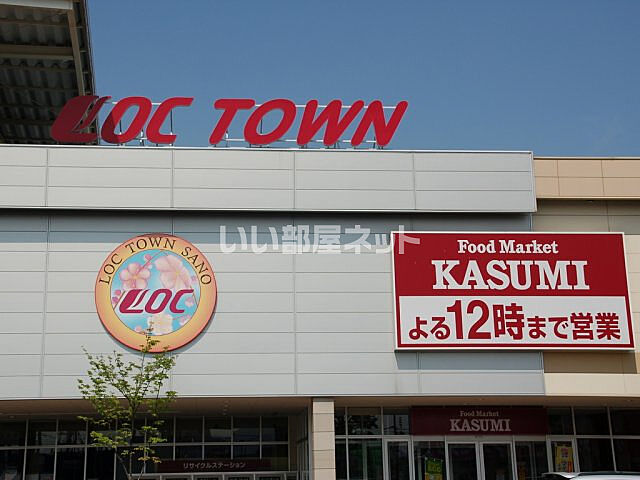 LOC TOWN
いい部屋ネット
LOC TOWN SANO
LOC
Food Market
KASUMI
よる12時まで営業
Food Market
KASUMI
リサイクルステーション